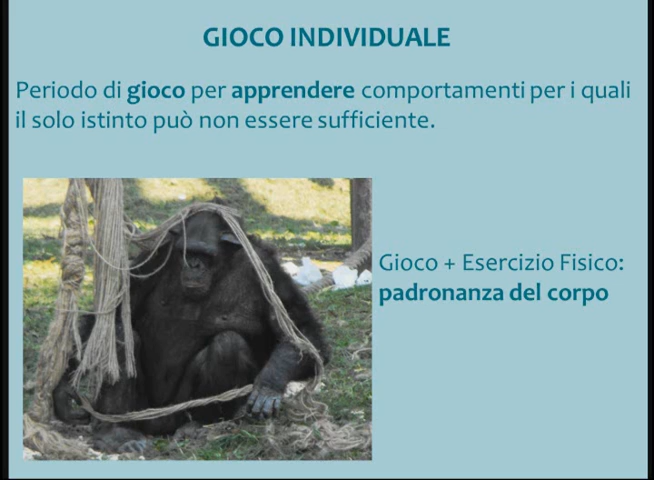 GIOCO INDIVIDUALE
Periodo di gioco per apprendere comportamenti per i quali
il solo istinto può non essere sufficiente.
Gioco + Esercizio Fisico:
padronanza del corpo